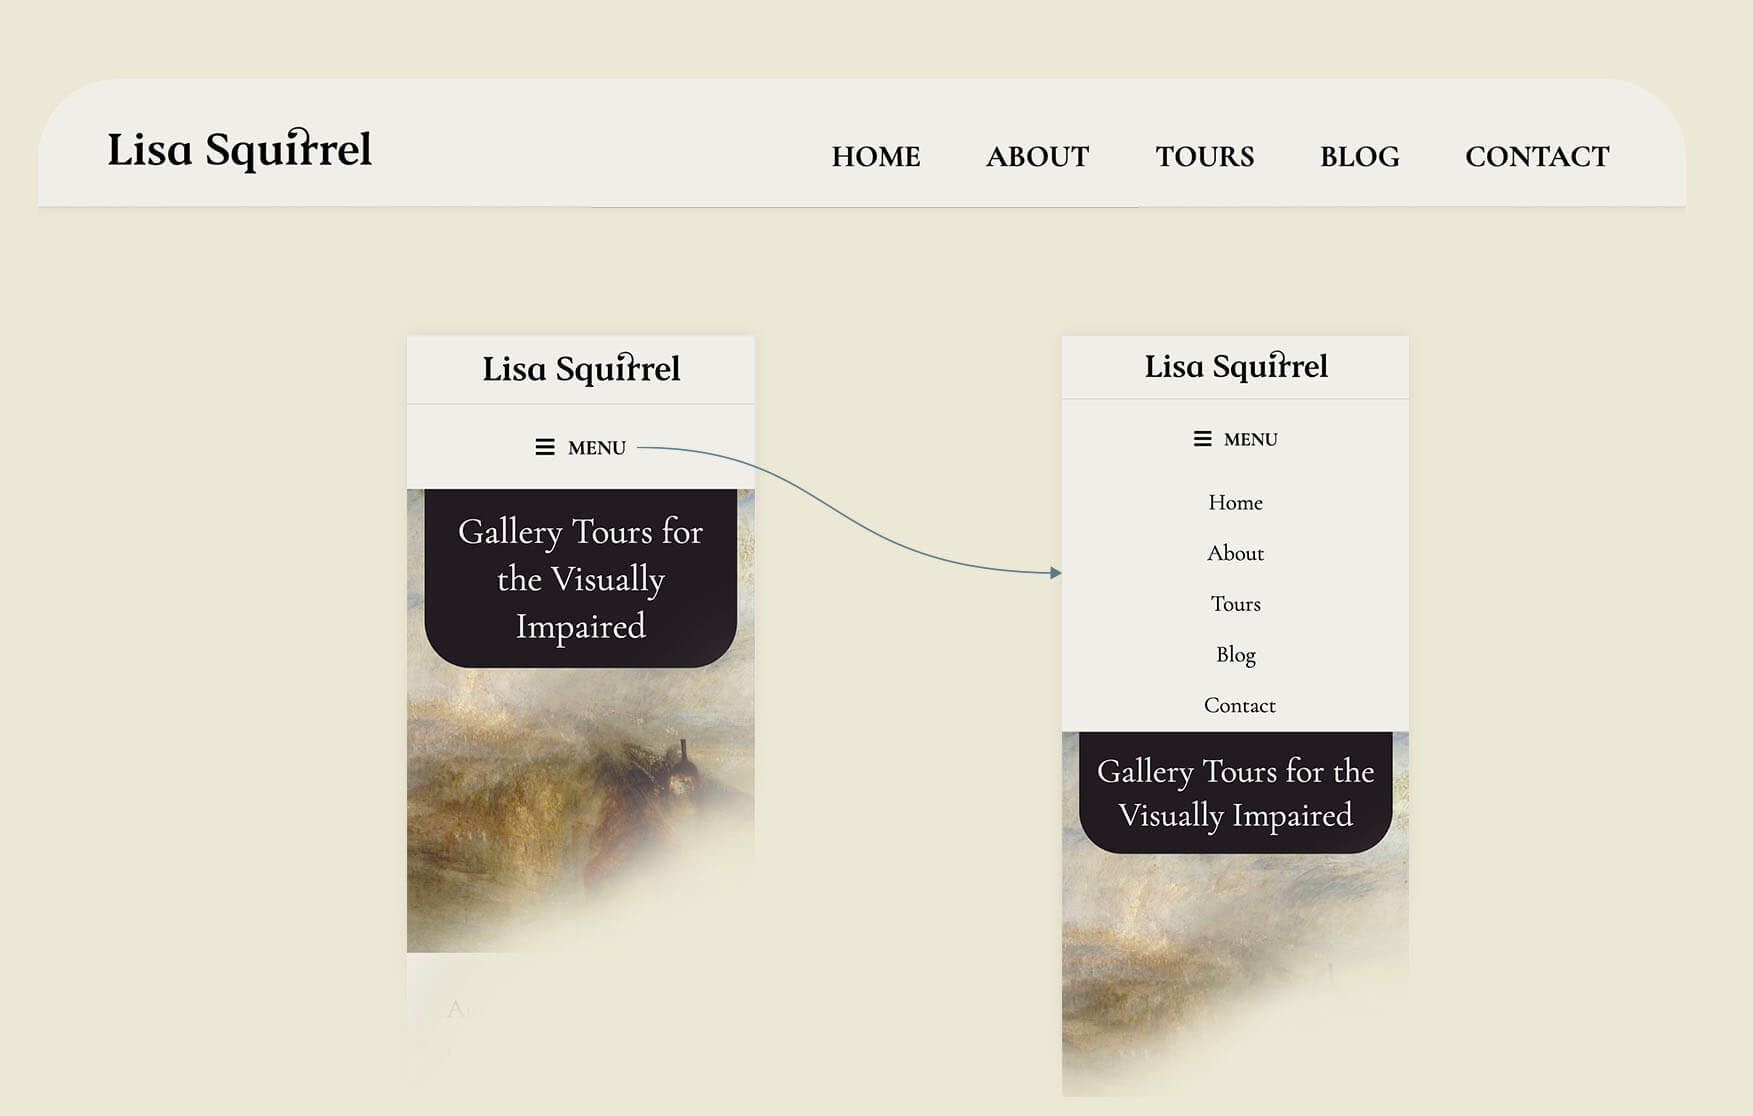 Lisa Squirrel
HOME ABOUT TOURS BLOG CONTACT
Lisa Squirrel
MENU
Gallery Tours for
the Visually
Impaired
Lisa Squirrel
MENU
Home
About
Tours
Blog
Contact
Gallery Tours for the
Visually Impaired